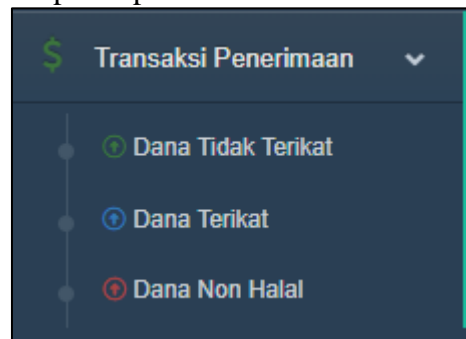 Transaksi Penerimaan
Dana Tidak Terikat
Dana Terikat
Dana Non Halal